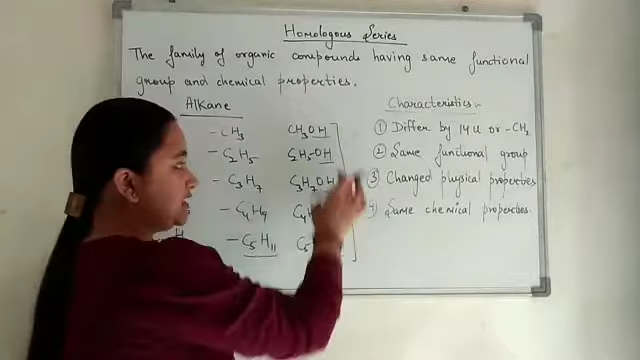 Homologous Series
The family of organic compounds having same functional
group and chemical properties.
Alkane
Characteristics
- CH3
CH3OH
① Differ by 14u or -CH2
- C2H5
C2H5-OH
② Same functional group
- C3H7
C3H7OH
③ Changed physical properties
- C4H9
C4H
4) Same chemical properties.
- C5H11
C5
H